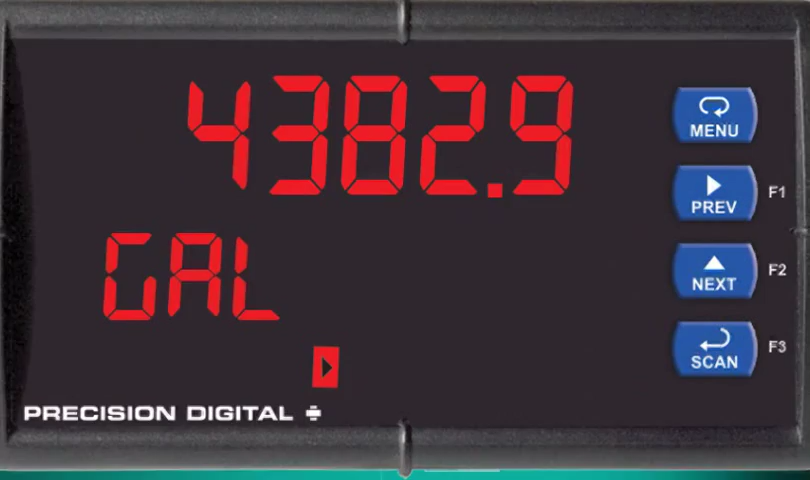 4382.9
MENU
PREV F1
GAL
NEXT F2
SCAN F3
PRECISION DIGITAL